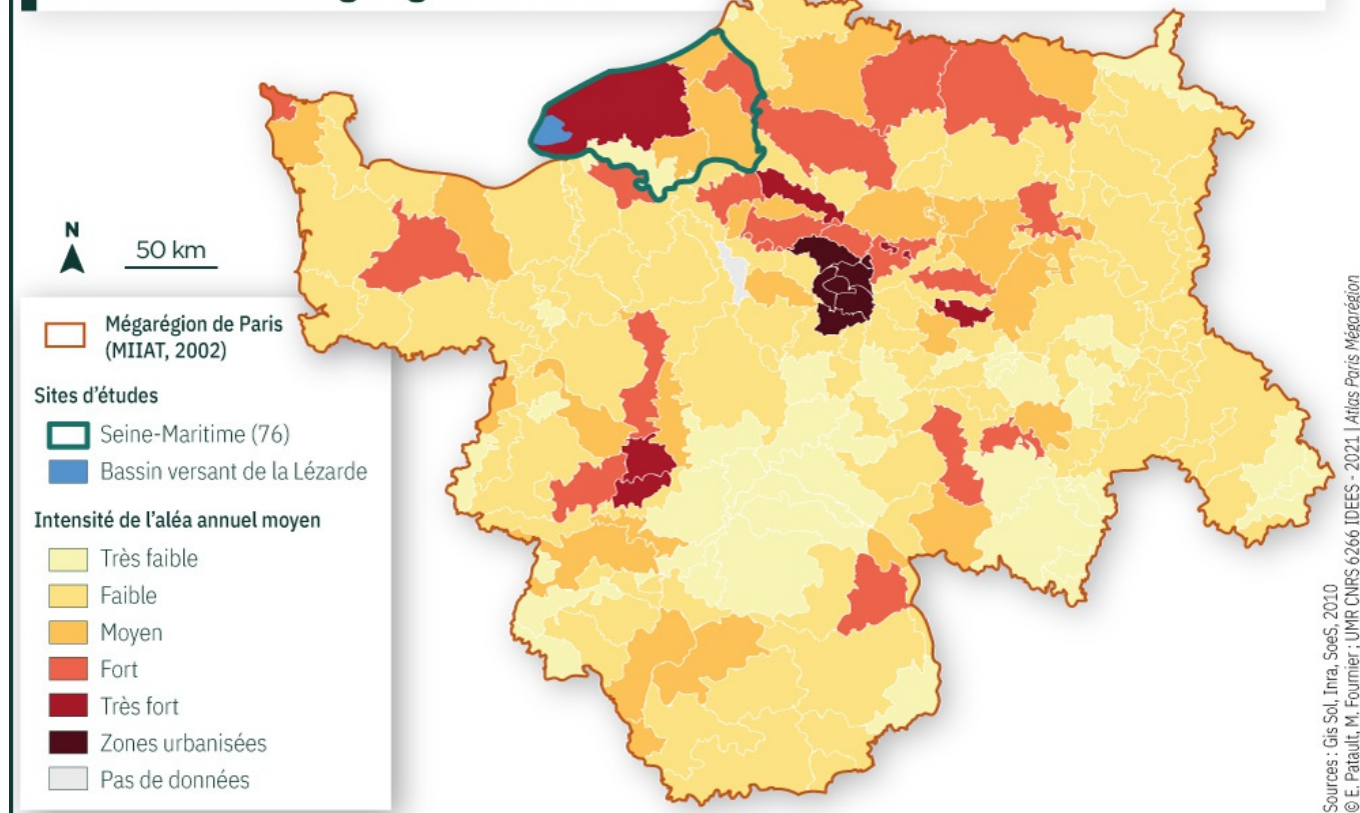 N
50 km
Mégarégion de Paris
(MIIAT, 2002)
Sites d'études
Seine-Maritime (76)
Bassin versant de la Lézarde
Intensité de l'aléa annuel moyen
Très faible
Faible
Moyen
Fort
Très fort
Zones urbanisées
Pas de données
Sources : Gis Sol, Inra, SoeS, 2010
© E. Patault, M. Fournier ; UMR CNRS 6266 IDEES - 2021 | Atlas Paris Mégarégion